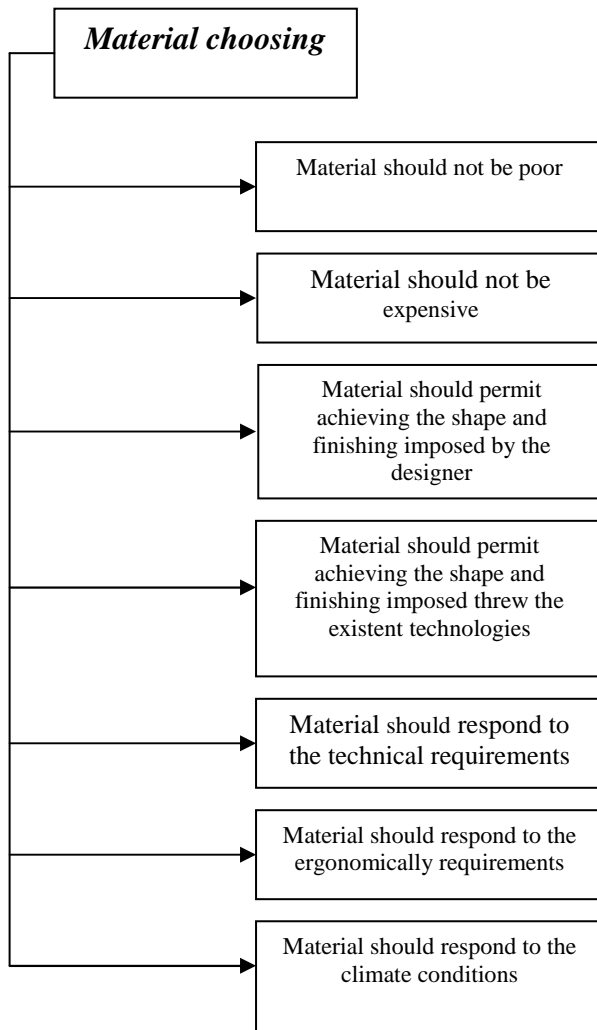 Material choosing
Material should not be poor
Material should not be
expensive
Material should permit
achieving the shape and
finishing imposed by the
designer
Material should permit
achieving the shape and
finishing imposed threw the
existent technologies
Material should respond to
the technical requirements
Material should respond to the
ergonomically requirements
Material should respond to the
climate conditions